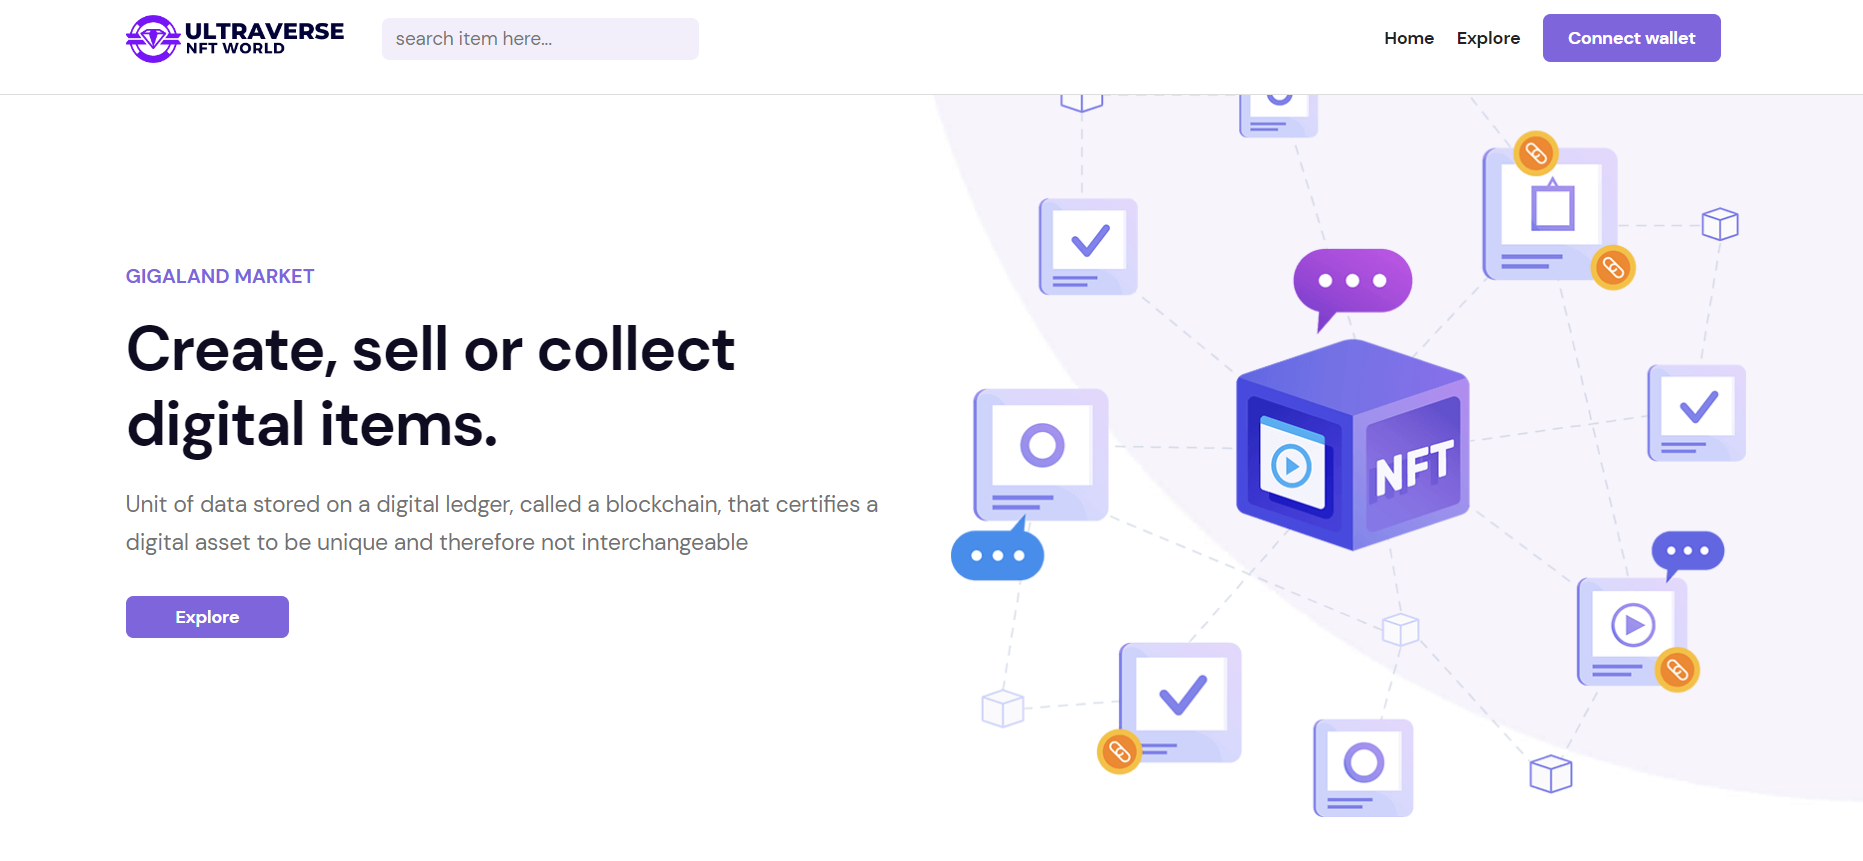 ULTRAVERSE
NFT WORLD
search item here...
Home
Explore
Connect wallet
GIGALAND MARKET
Create, sell or collect
digital items.
Unit of data stored on a digital ledger, called a blockchain, that certifies a
digital asset to be unique and therefore not interchangeable
Explore
NFT